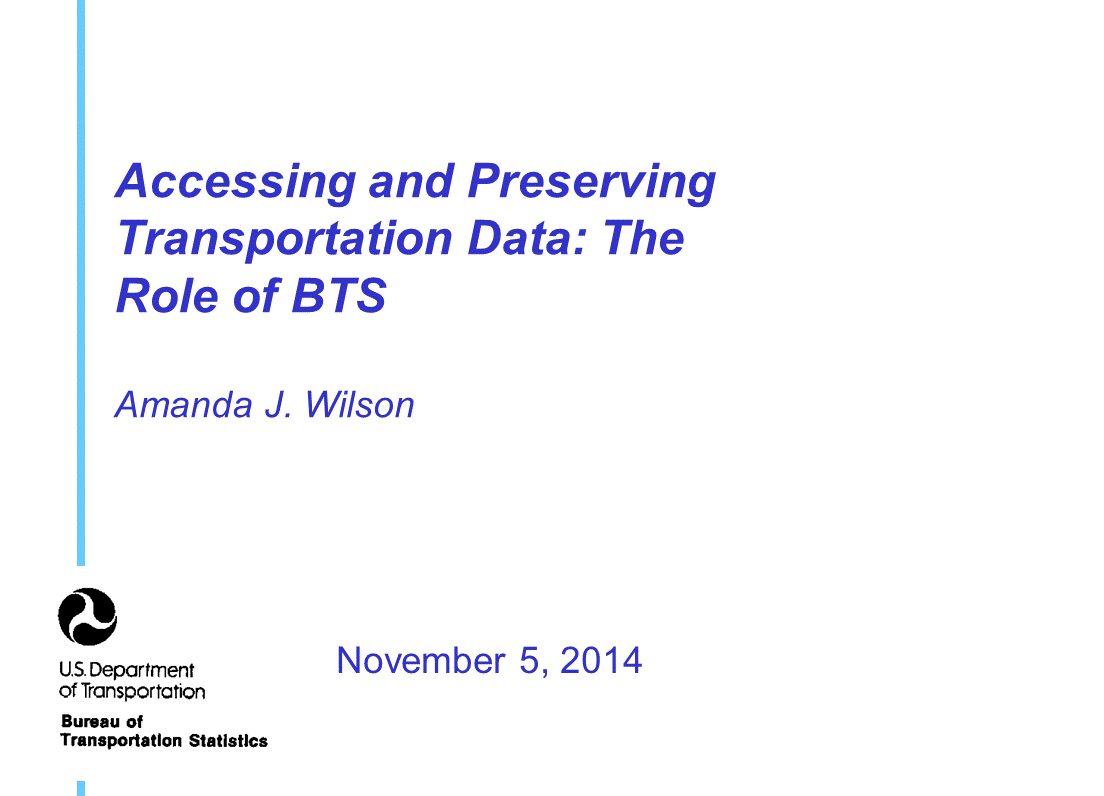 Accessing and Preserving
Transportation Data: The
Role of BTS
Amanda J. Wilson
November 5, 2014
U.S. Department
of Transportation
Bureau of
Transportation Statistics